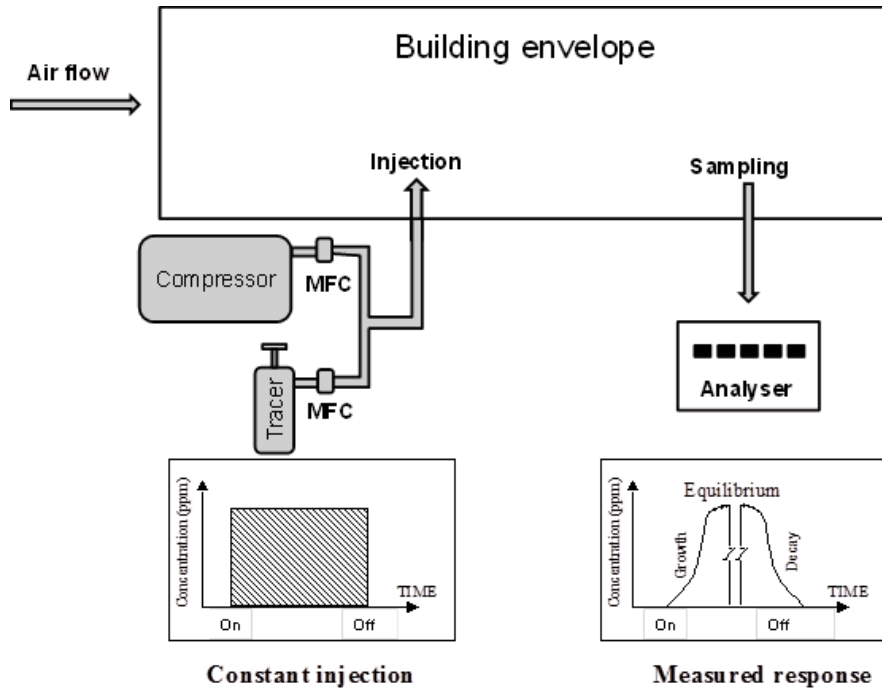 Building envelope
Air flow
Injection
Sampling
Compressor
MFC
Tracer
MFC
Analyser
Concentration (ppm)
TIME
On
Off
Constant injection
Concentration (ppm)
Equilibrium
Growth
Decay
TIME
On
Off
Measured response